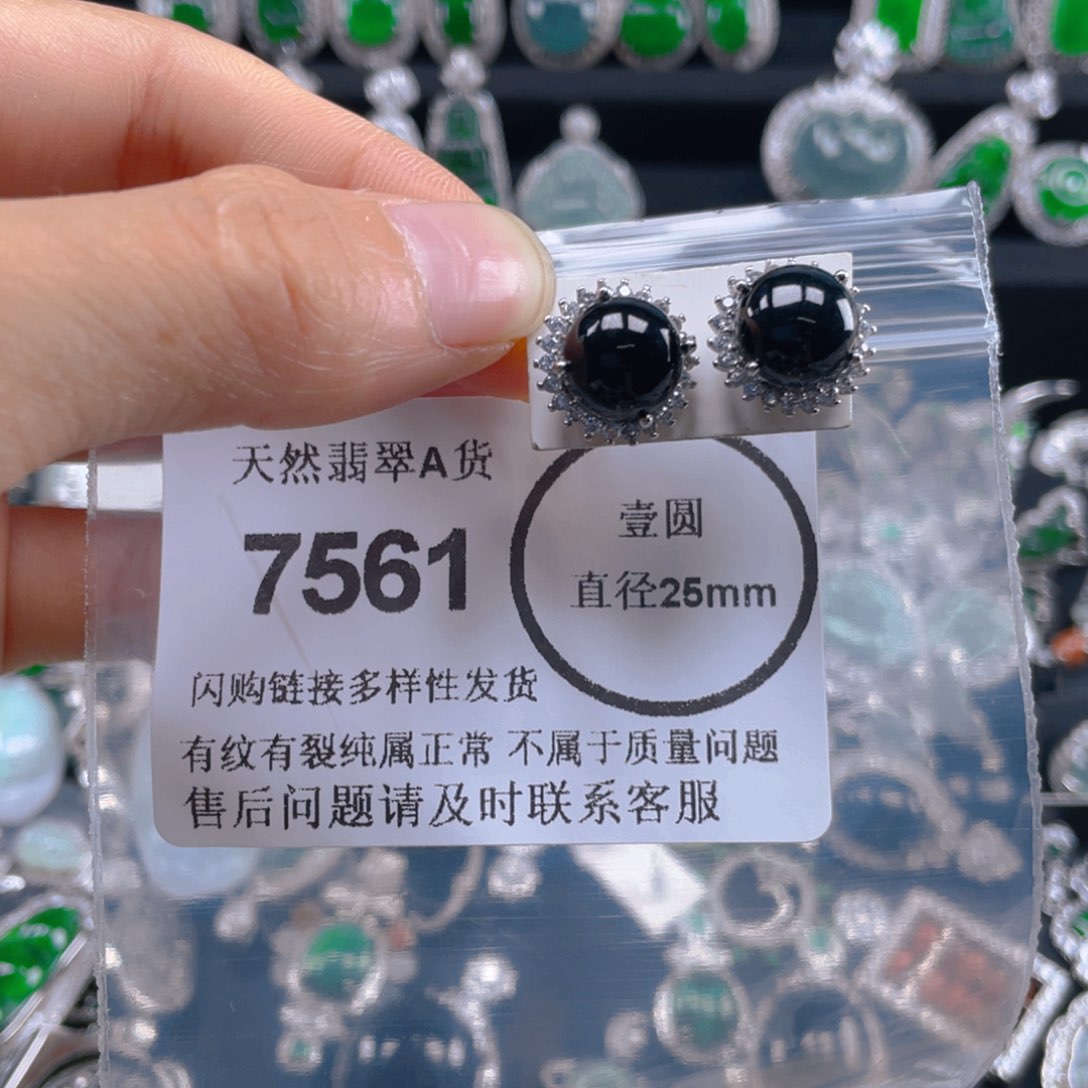 天然翡翠A货
7561
壹圆
直径25mm
闪购链接多样性发货
有纹有裂纯属正常 不属于质量问题
售后问题请及时联系客服